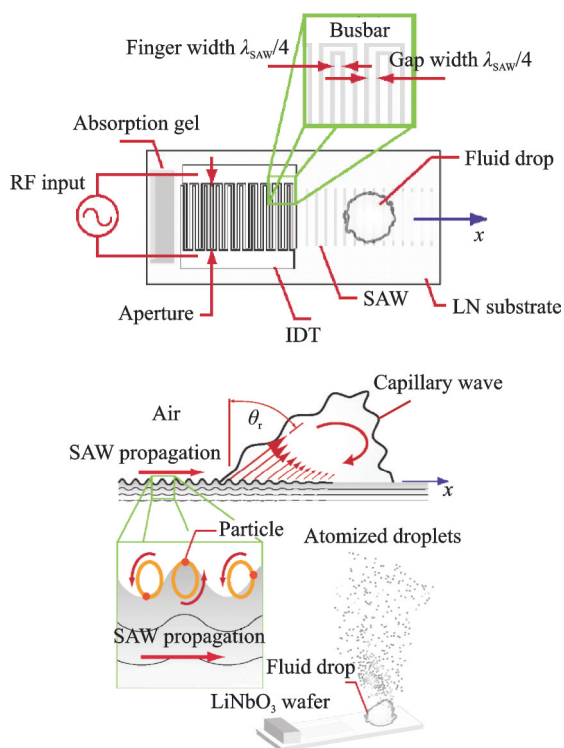 Busbar
Finger width λSAW/4
Gap width λSAW/4
Absorption gel
Fluid drop
RF input
x
SAW
Aperture
LN substrate
IDT
Capillary wave
Air
θr
SAW propagation
x
Particle
Atomized droplets
SAW propagation
Fluid drop
LiNbO3 wafer